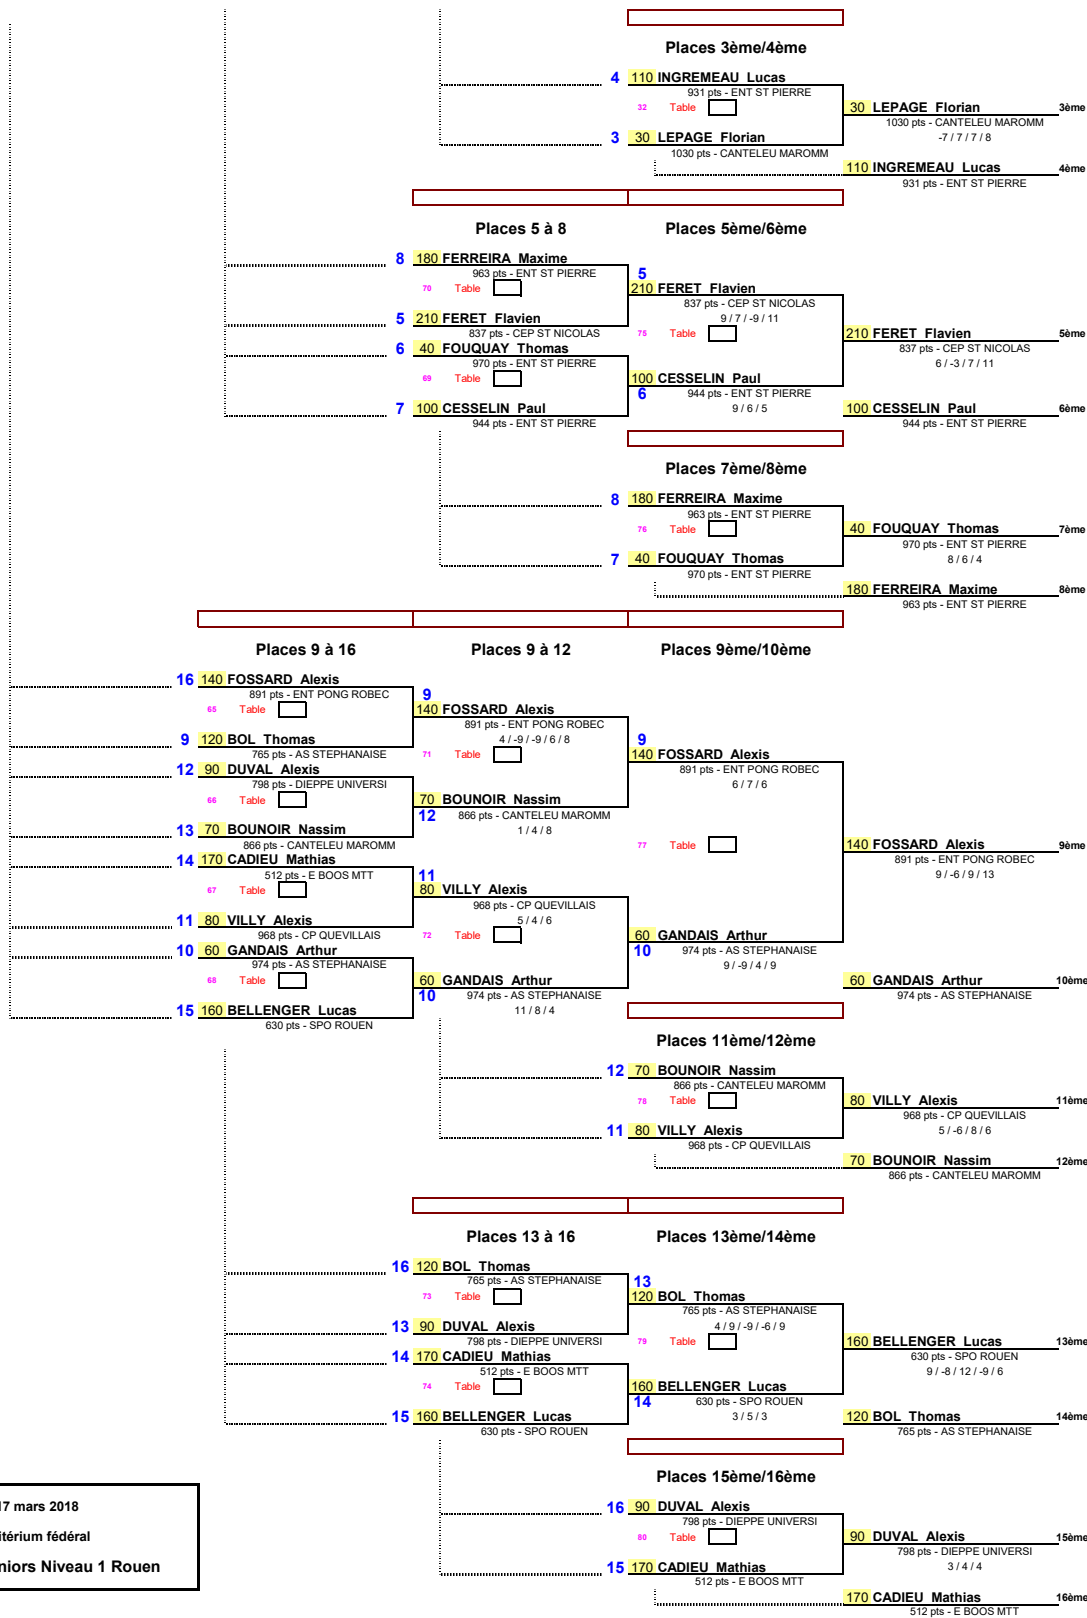 Places 3ème/4ème
4 110 INGREMEAU Lucas
931 pts - ENT ST PIERRE
32 Table
30 LEPAGE Florian 3ème
1030 pts - CANTELEU MAROMM
-7 / 7 / 7 / 8
3 30 LEPAGE Florian
1030 pts - CANTELEU MAROMM
110 INGREMEAU Lucas 4ème
931 pts - ENT ST PIERRE
Places 5 à 8 Places 5ème/6ème
8 180 FERREIRA Maxime
963 pts - ENT ST PIERRE
70 Table
5
210 FERET Flavien
837 pts - CEP ST NICOLAS
9 / 7 / -9 / 11
5 210 FERET Flavien
837 pts - CEP ST NICOLAS
75 Table
210 FERET Flavien 5ème
837 pts - CEP ST NICOLAS
6 / -3 / 7 / 11
6 40 FOUQUAY Thomas
970 pts - ENT ST PIERRE
69 Table
100 CESSELIN Paul
6 944 pts - ENT ST PIERRE
9 / 6 / 5
7 100 CESSELIN Paul
944 pts - ENT ST PIERRE
100 CESSELIN Paul 6ème
944 pts - ENT ST PIERRE
Places 7ème/8ème
8 180 FERREIRA Maxime
963 pts - ENT ST PIERRE
76 Table
40 FOUQUAY Thomas 7ème
970 pts - ENT ST PIERRE
8 / 6 / 4
7 40 FOUQUAY Thomas
970 pts - ENT ST PIERRE
180 FERREIRA Maxime 8ème
963 pts - ENT ST PIERRE
Places 9 à 16 Places 9 à 12 Places 9ème/10ème
16 140 FOSSARD Alexis
891 pts - ENT PONG ROBEC
65 Table
9
140 FOSSARD Alexis
891 pts - ENT PONG ROBEC
4 / -9 / -9 / 6 / 8
9 120 BOL Thomas
765 pts - AS STEPHANAISE
71 Table
9
140 FOSSARD Alexis
891 pts - ENT PONG ROBEC
6 / 7 / 6
12 90 DUVAL Alexis
798 pts - DIEPPE UNIVERSI
66 Table
70 BOUNOIR Nassim
12 866 pts - CANTELEU MAROMM
1 / 4 / 8
13 70 BOUNOIR Nassim
866 pts - CANTELEU MAROMM
77 Table
140 FOSSARD Alexis 9ème
891 pts - ENT PONG ROBEC
9 / -6 / 9 / 13
14 170 CADIEU Mathias
512 pts - E BOOS MTT
67 Table
11
80 VILLY Alexis
968 pts - CP QUEVILLAIS
5 / 4 / 6
11 80 VILLY Alexis
968 pts - CP QUEVILLAIS
72 Table
60 GANDAIS Arthur
10 974 pts - AS STEPHANAISE
9 / -9 / 4 / 9
10 60 GANDAIS Arthur
974 pts - AS STEPHANAISE
68 Table
60 GANDAIS Arthur
10 974 pts - AS STEPHANAISE
11 / 8 / 4
60 GANDAIS Arthur 10ème
974 pts - AS STEPHANAISE
15 160 BELLENGER Lucas
630 pts - SPO ROUEN
Places 11ème/12ème
12 70 BOUNOIR Nassim
866 pts - CANTELEU MAROMM
78 Table
80 VILLY Alexis 11ème
968 pts - CP QUEVILLAIS
5 / -6 / 8 / 6
11 80 VILLY Alexis
968 pts - CP QUEVILLAIS
70 BOUNOIR Nassim 12ème
866 pts - CANTELEU MAROMM
Places 13 à 16 Places 13ème/14ème
16 120 BOL Thomas
765 pts - AS STEPHANAISE
73 Table
13
120 BOL Thomas
765 pts - AS STEPHANAISE
4 / 9 / -9 / -6 / 9
13 90 DUVAL Alexis
798 pts - DIEPPE UNIVERSI
79 Table
160 BELLENGER Lucas 13ème
630 pts - SPO ROUEN
9 / -8 / 12 / -9 / 6
14 170 CADIEU Mathias
512 pts - E BOOS MTT
74 Table
160 BELLENGER Lucas
14 630 pts - SPO ROUEN
3 / 5 / 3
15 160 BELLENGER Lucas
630 pts - SPO ROUEN
120 BOL Thomas 14ème
765 pts - AS STEPHANAISE
Places 15ème/16ème
16 90 DUVAL Alexis
798 pts - DIEPPE UNIVERSI
80 Table
90 DUVAL Alexis 15ème
798 pts - DIEPPE UNIVERSI
3 / 4 / 4
15 170 CADIEU Mathias
512 pts - E BOOS MTT
170 CADIEU Mathias 16ème
512 pts - E BOOS MTT
17 mars 2018
itérium fédéral
niors Niveau 1 Rouen